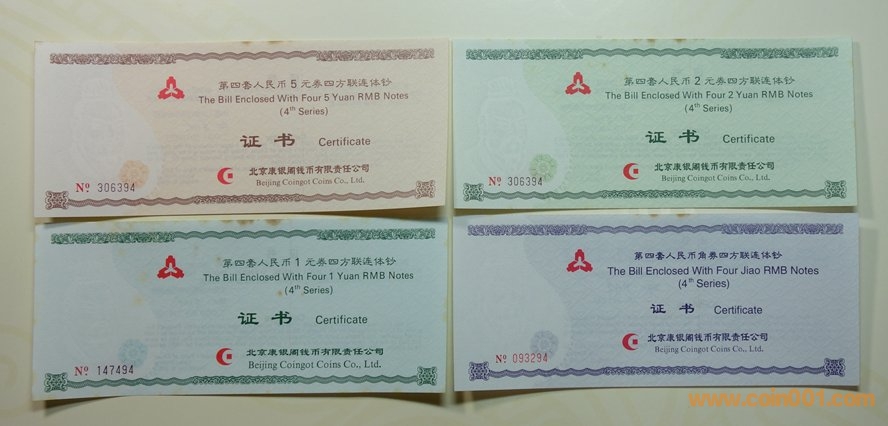 第四套人民币5元券四方联连体钞
The Bill Enclosed With Four 5 Yuan RMB Notes
(4th Series)
证书 Certificate
北京康银阁钱币有限责任公司
Beijing Coingot Coins Co., Ltd.
Nº 306394
第四套人民币2元券四方联连体钞
The Bill Enclosed With Four 2 Yuan RMB Notes
(4th Series)
证书 Certificate
北京康银阁钱币有限责任公司
Beijing Coingot Coins Co., Ltd.
Nº 306394
第四套人民币1元券四方联连体钞
The Bill Enclosed With Four 1 Yuan RMB Notes
(4th Series)
证书 Certificate
北京康银阁钱币有限责任公司
Beijing Coingot Coins Co., Ltd.
Nº 147494
第四套人民币角券四方联连体钞
The Bill Enclosed With Four Jiao RMB Notes
(4th Series)
证书 Certificate
北京康银阁钱币有限责任公司
Beijing Coingot Coins Co., Ltd.
Nº 093294
www.coin001.com